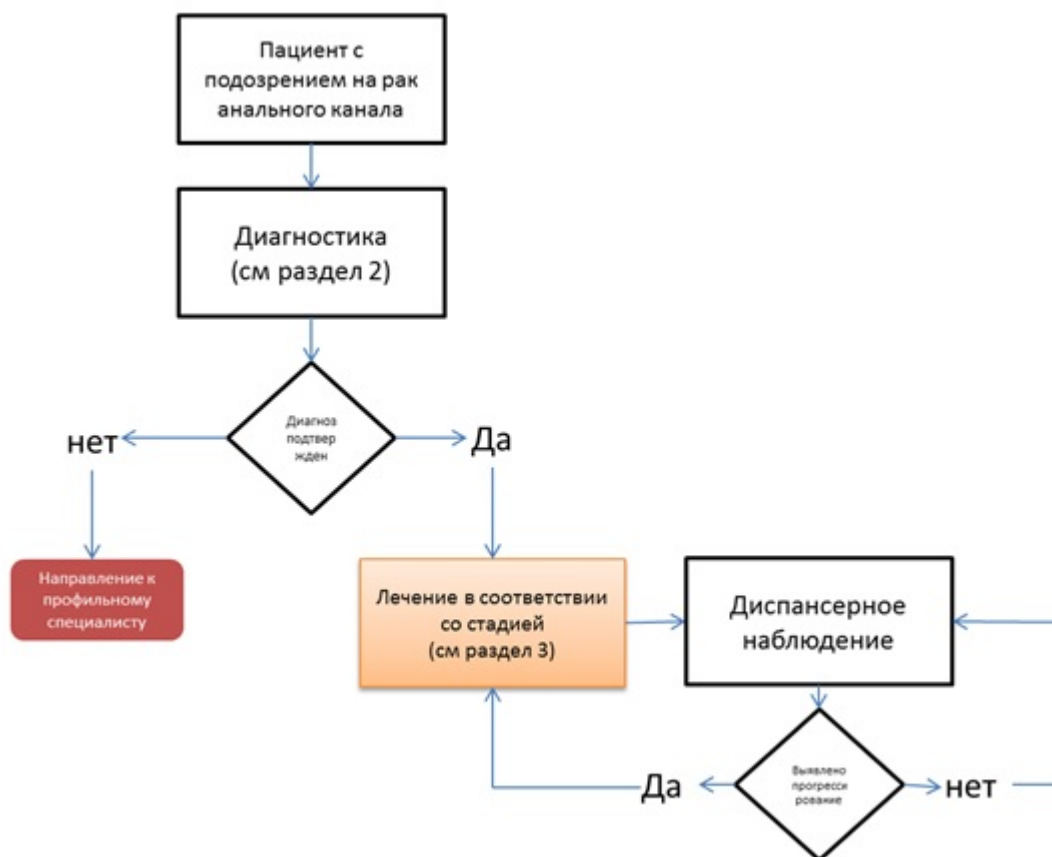 Пациент с
подозрением на рак
анального канала
Диагностика
(см раздел 2)
Диагноз
подтвер
жден
нет
Да
Направление к
профильному
специалисту
Лечение в соответствии
со стадией
(см раздел 3)
Диспансерное
наблюдение
Выявлено
прогресси
рование
Да
нет